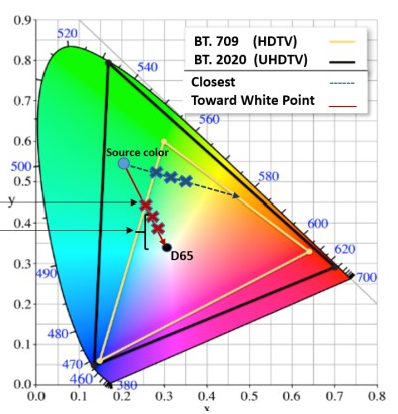 0.9
520
BT. 709 (HDTV)
BT. 2020 (UHDTV)
Closest
Toward White Point
0.8
540
0.7
560
0.6
Source color
500
580
0.5
y
0.4
600
620
D65
0.3
490
700
0.2
480
0.1
470
460
380
0.0
0.0 0.1 0.2 0.3 0.4 0.5 0.6 0.7 0.8
x